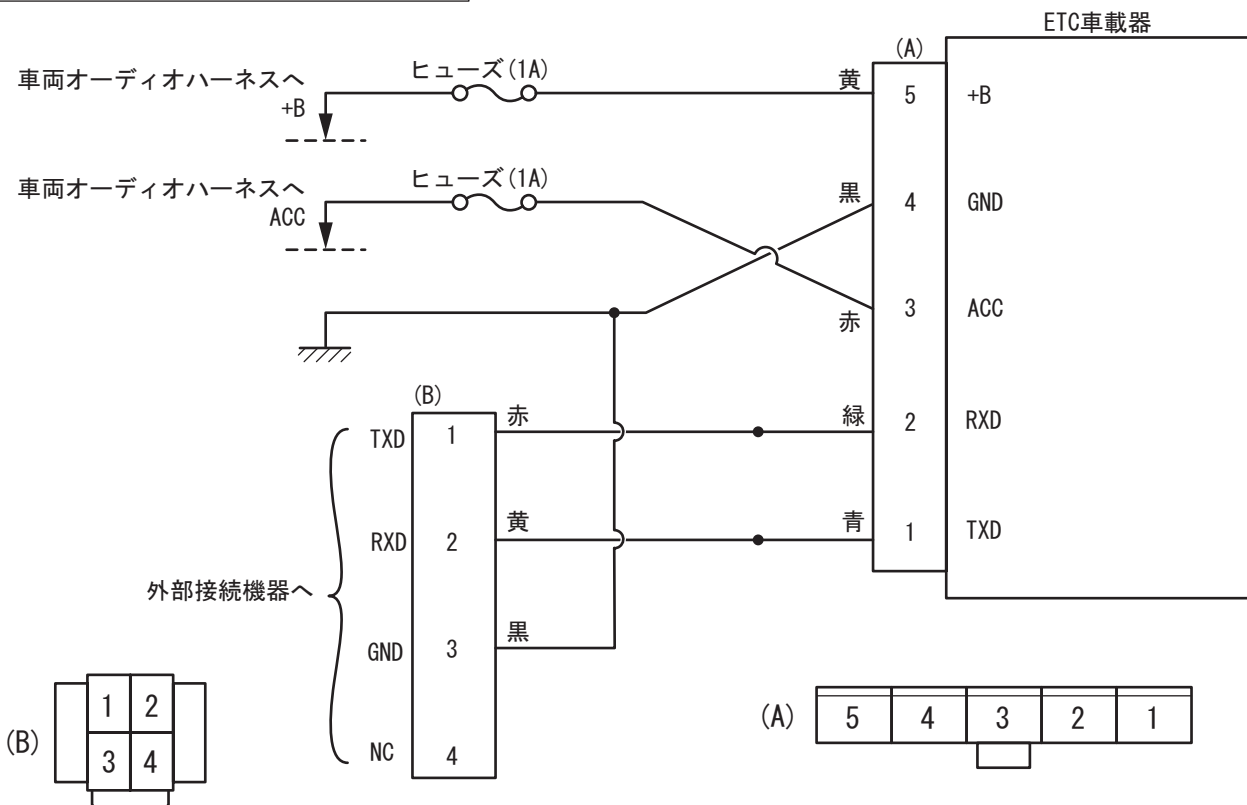 ETC車載器
(A)
車両オーディオハーネスへ
+B
ヒューズ(1A)
黄
5
+B
車両オーディオハーネスへ
ACC
ヒューズ(1A)
黒
4
GND
赤
3
ACC
(B)
TXD
1
赤
緑
2
RXD
RXD
2
黄
青
1
TXD
外部接続機器へ
GND
3
黒
NC
4
(B)
1 2
3 4
(A)
5 4 3 2 1